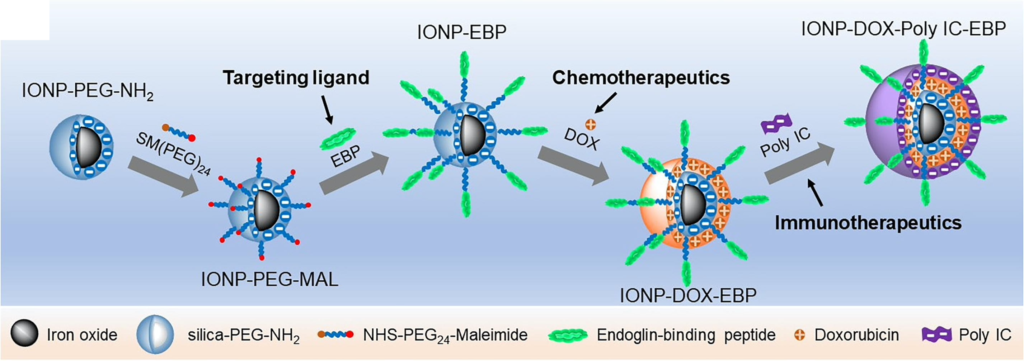 IONP-PEG-NH2
SM(PEG)24
IONP-PEG-MAL
Targeting ligand
EBP
IONP-EBP
Chemotherapeutics
DOX
IONP-DOX-EBP
Poly IC
Immunotherapeutics
IONP-DOX-Poly IC-EBP
Iron oxide
silica-PEG-NH2
NHS-PEG24-Maleimide
Endoglin-binding peptide
Doxorubicin
Poly IC